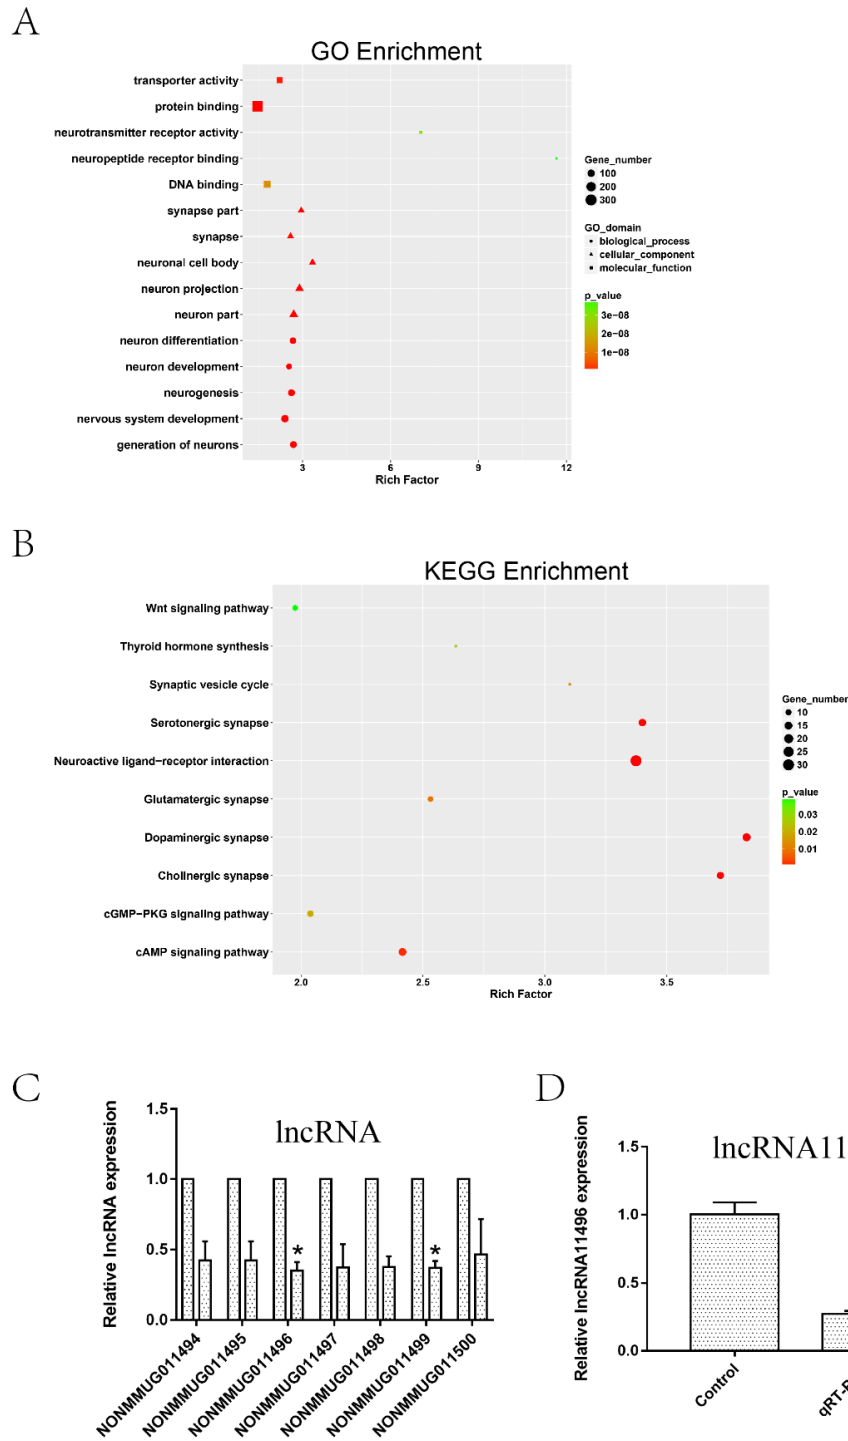 A
GO Enrichment
transporter activity
protein binding
neurotransmitter receptor activity
neuropeptide receptor binding
DNA binding
synapse part
synapse
neuronal cell body
neuron projection
neuron part
neuron differentiation
neuron development
neurogenesis
nervous system development
generation of neurons
3 6 9 12
Rich Factor
Gene_number
100
200
300
GO_domain
biological_process
cellular_component
molecular_function
p_value
3e−08
2e−08
1e−08
B
KEGG Enrichment
Wnt signaling pathway
Thyroid hormone synthesis
Synaptic vesicle cycle
Serotonergic synapse
Neuroactive ligand−receptor interaction
Glutamatergic synapse
Dopaminergic synapse
Cholinergic synapse
cGMP−PKG signaling pathway
cAMP signaling pathway
2.0 2.5 3.0 3.5
Rich Factor
Gene_number
10
15
20
25
30
p_value
0.03
0.02
0.01
C
lncRNA
Relative lncRNA expression
1.5
1.0
0.5
0.0
* *
NONMMUG011494
NONMMUG011495
NONMMUG011496
NONMMUG011497
NONMMUG011498
NONMMUG011499
NONMMUG011500
D
lncRNA11
Relative lncRNA11496 expression
1.5
1.0
0.5
0.0
Control
qRT-P